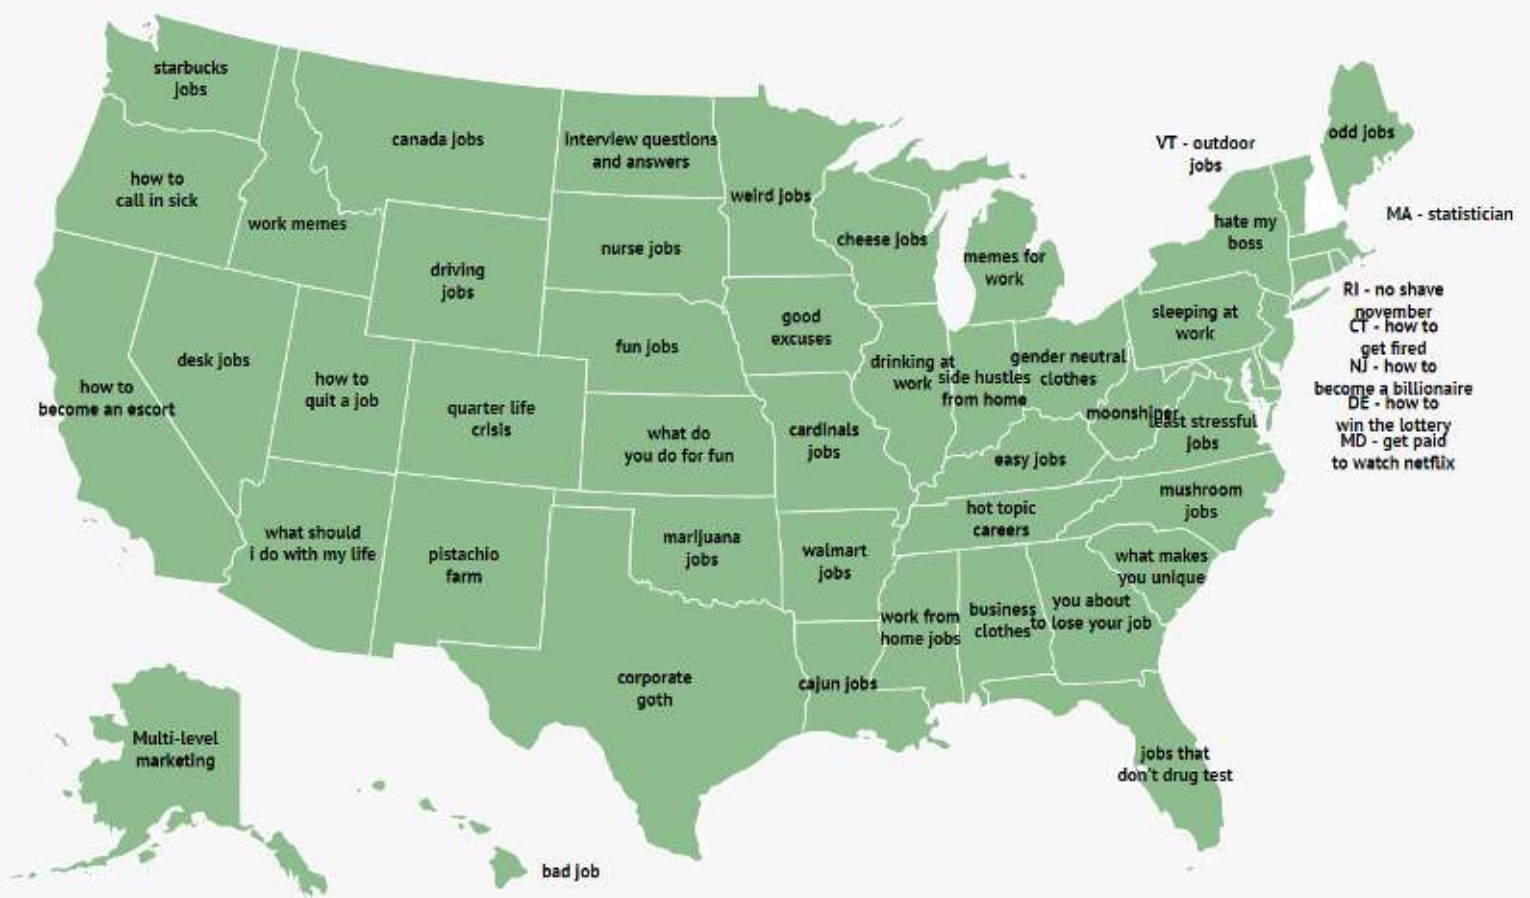 starbucks
jobs
canada jobs
interview questions
and answers
weird jobs
odd jobs
VT - outdoor
jobs
how to
call in sick
work memes
nurse jobs
cheese jobs
memes for
work
hate my
boss
MA - statistician
driving
jobs
RI - no shave
november
CT - how to
get fired
NJ - how to
become a billionaire
DE - how to
win the lottery
MD - get paid
to watch netflix
good
excuses
sleeping at
work
fun jobs
desk jobs
how to
become an escort
how to
quit a job
quarter life
crisis
drinking at
work
side hustles
from home
gender neutral
clothes
moonshiner
least stressful
jobs
what do
you do for fun
cardinals
jobs
easy jobs
mushroom
jobs
hot topic
careers
what should
i do with my life
pistachio
farm
marijuana
jobs
walmart
jobs
what makes
you unique
work from
home jobs
business
clothes
you about
to lose your job
corporate
goth
cajun jobs
jobs that
don't drug test
Multi-level
marketing
bad job